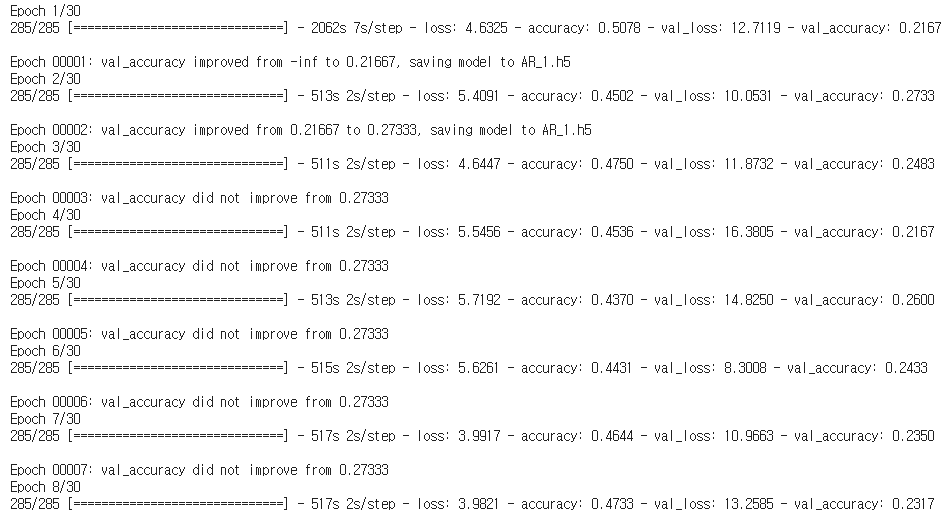 Epoch 1/30
285/285 [==============================] - 2062s 7s/step - loss: 4.6325 - accuracy: 0.5078 - val_loss: 12.7119 - val_accuracy: 0.2167
Epoch 00001: val_accuracy improved from -inf to 0.21667, saving model to AR_1.h5
Epoch 2/30
285/285 [==============================] - 513s 2s/step - loss: 5.4091 - accuracy: 0.4502 - val_loss: 10.0531 - val_accuracy: 0.2733
Epoch 00002: val_accuracy improved from 0.21667 to 0.27333, saving model to AR_1.h5
Epoch 3/30
285/285 [==============================] - 511s 2s/step - loss: 4.6447 - accuracy: 0.4750 - val_loss: 11.8732 - val_accuracy: 0.2483
Epoch 00003: val_accuracy did not improve from 0.27333
Epoch 4/30
285/285 [==============================] - 511s 2s/step - loss: 5.5456 - accuracy: 0.4536 - val_loss: 16.3805 - val_accuracy: 0.2167
Epoch 00004: val_accuracy did not improve from 0.27333
Epoch 5/30
285/285 [==============================] - 513s 2s/step - loss: 5.7192 - accuracy: 0.4370 - val_loss: 14.8250 - val_accuracy: 0.2600
Epoch 00005: val_accuracy did not improve from 0.27333
Epoch 6/30
285/285 [==============================] - 515s 2s/step - loss: 5.6261 - accuracy: 0.4431 - val_loss: 8.3008 - val_accuracy: 0.2433
Epoch 00006: val_accuracy did not improve from 0.27333
Epoch 7/30
285/285 [==============================] - 517s 2s/step - loss: 3.9917 - accuracy: 0.4644 - val_loss: 10.9663 - val_accuracy: 0.2350
Epoch 00007: val_accuracy did not improve from 0.27333
Epoch 8/30
285/285 [==============================] - 517s 2s/step - loss: 3.9821 - accuracy: 0.4733 - val_loss: 13.2585 - val_accuracy: 0.2317